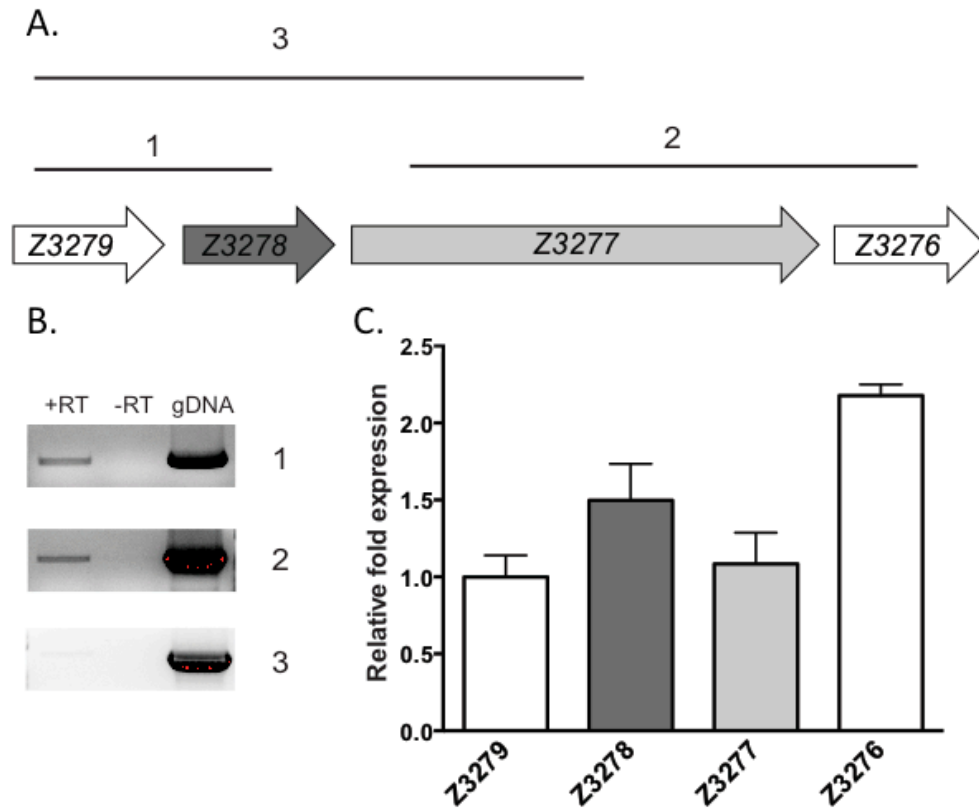 A.
3
1
2
Z3279 Z3278 Z3277 Z3276
B.
+RT -RT gDNA
1
2
3
C.
Relative fold expression
2.5
2.0
1.5
1.0
0.5
0.0
Z3279 Z3278 Z3277 Z3276